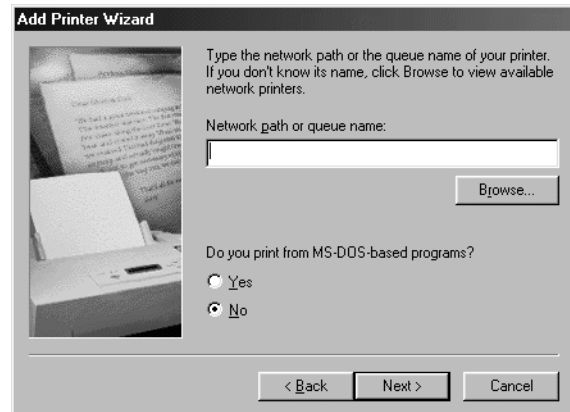 Add Printer Wizard
Type the network path or the queue name of your printer.
If you don't know its name, click Browse to view available
network printers.
Network path or queue name:
Browse...
Do you print from MS-DOS-based programs?
Yes
No
< Back
Next >
Cancel